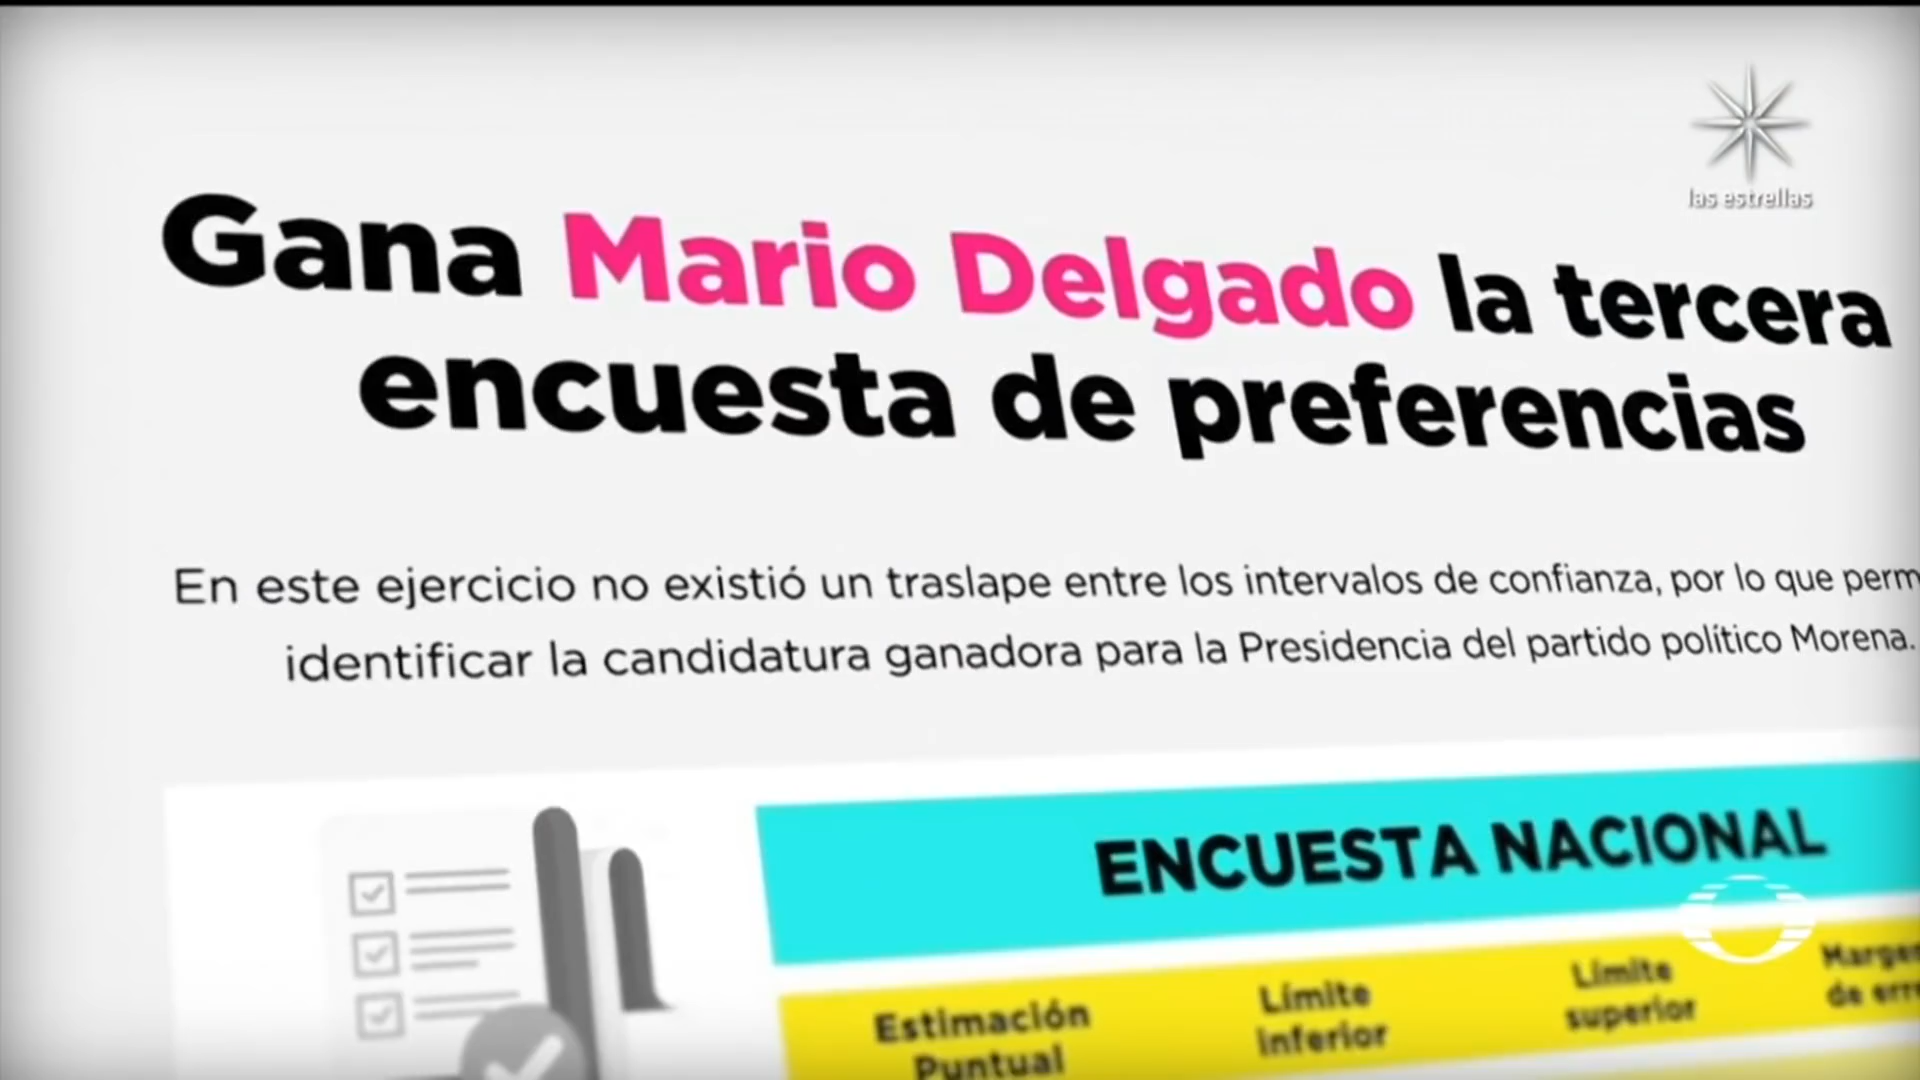 las estrellas
Gana Mario Delgado la tercera
encuesta de preferencias
En este ejercicio no existió un traslape entre los intervalos de confianza, por lo que
identificar la candidatura ganadora para la Presidencia del partido político Morena.
ENCUESTA NACIONAL
Estimación Puntual
Límite inferior
Límite superior
Margen de